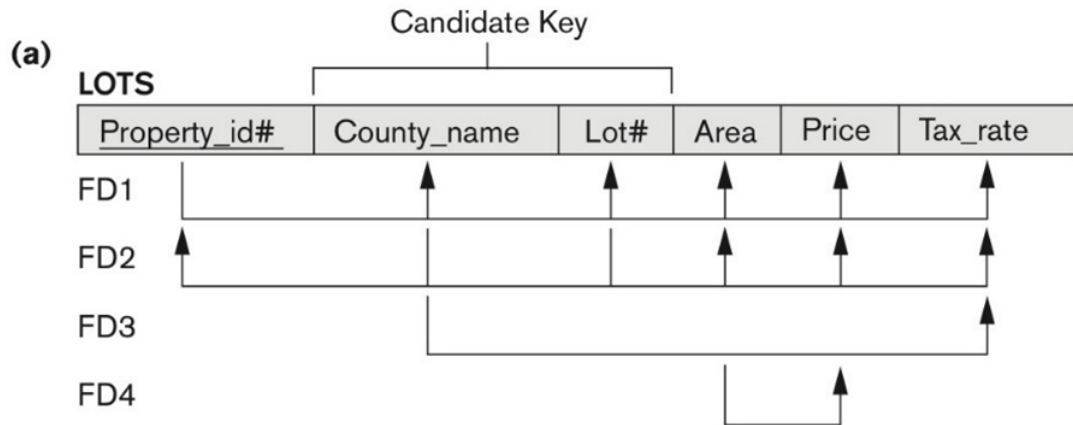 Candidate Key
(a)
LOTS
Property_id# County_name Lot# Area Price Tax_rate
FD1
FD2
FD3
FD4